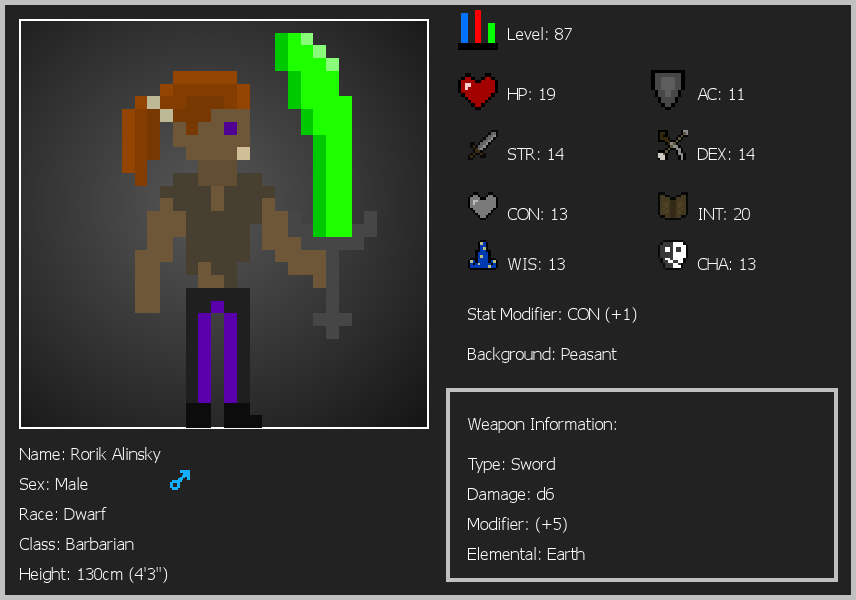 Level: 87
HP: 19
AC: 11
STR: 14
DEX: 14
CON: 13
INT: 20
WIS: 13
CHA: 13
Stat Modifier: CON (+1)
Background: Peasant
Name: Rorik Alinsky
Sex: Male
Race: Dwarf
Class: Barbarian
Height: 130cm (4'3")
Weapon Information:
Type: Sword
Damage: d6
Modifier: (+5)
Elemental: Earth